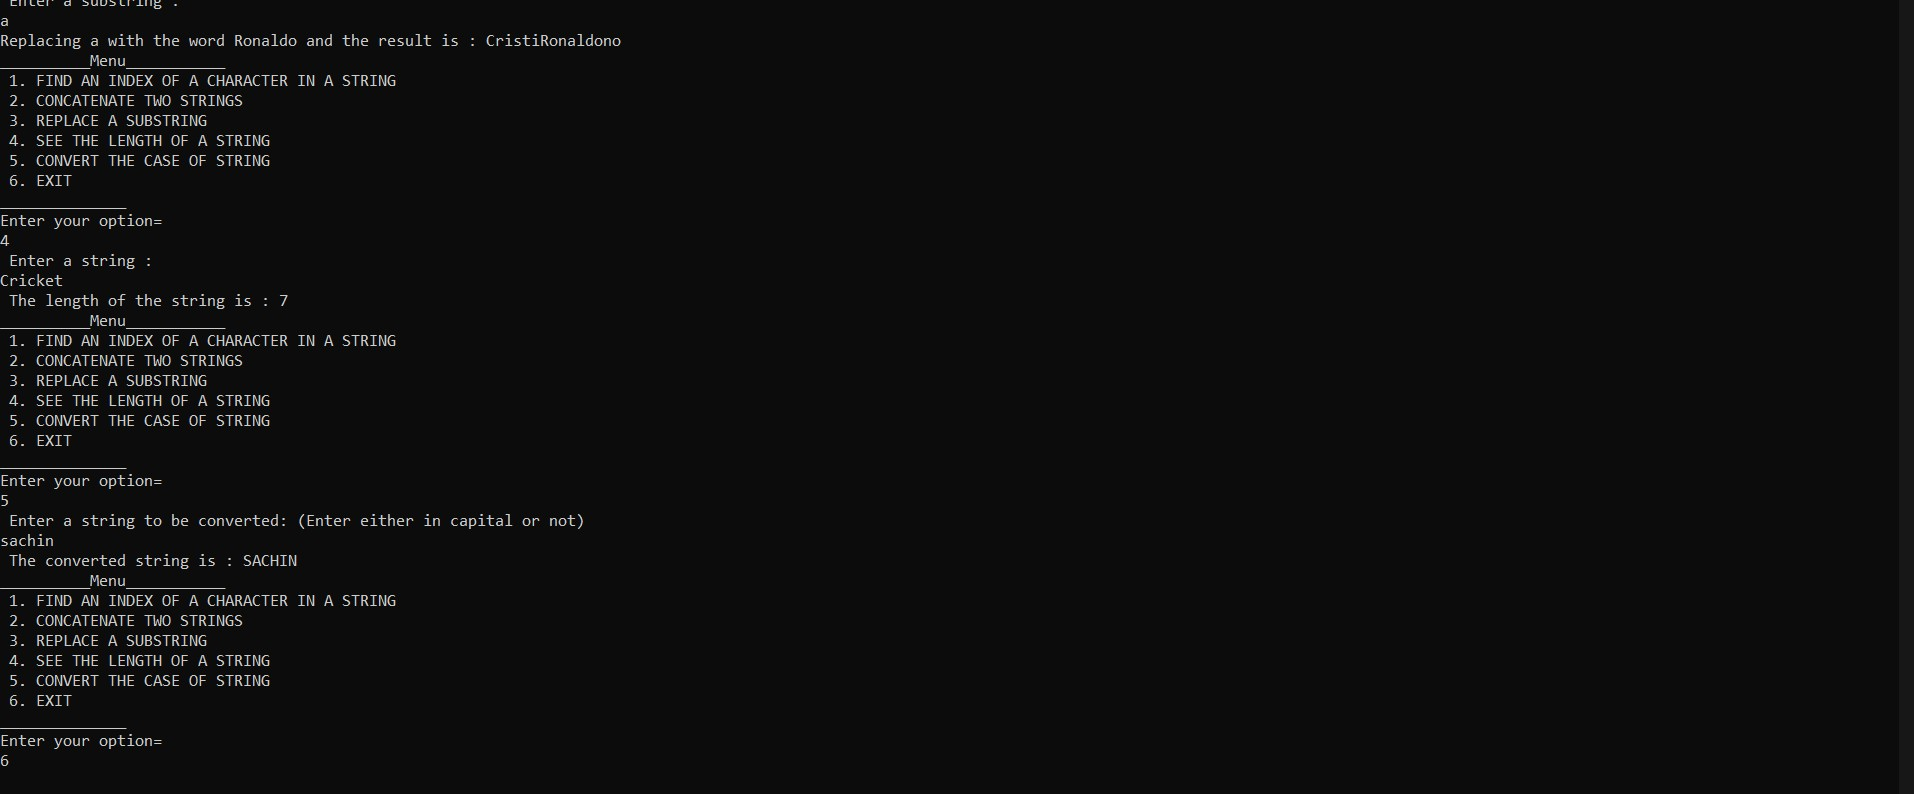 Enter a substring :
a
Replacing a with the word Ronaldo and the result is : CristiRonaldono
__________Menu___________
1. FIND AN INDEX OF A CHARACTER IN A STRING
2. CONCATENATE TWO STRINGS
3. REPLACE A SUBSTRING
4. SEE THE LENGTH OF A STRING
5. CONVERT THE CASE OF STRING
6. EXIT
______________
Enter your option=
4
Enter a string :
Cricket
The length of the string is : 7
__________Menu___________
1. FIND AN INDEX OF A CHARACTER IN A STRING
2. CONCATENATE TWO STRINGS
3. REPLACE A SUBSTRING
4. SEE THE LENGTH OF A STRING
5. CONVERT THE CASE OF STRING
6. EXIT
______________
Enter your option=
5
Enter a string to be converted: (Enter either in capital or not)
sachin
The converted string is : SACHIN
__________Menu___________
1. FIND AN INDEX OF A CHARACTER IN A STRING
2. CONCATENATE TWO STRINGS
3. REPLACE A SUBSTRING
4. SEE THE LENGTH OF A STRING
5. CONVERT THE CASE OF STRING
6. EXIT
______________
Enter your option=
6